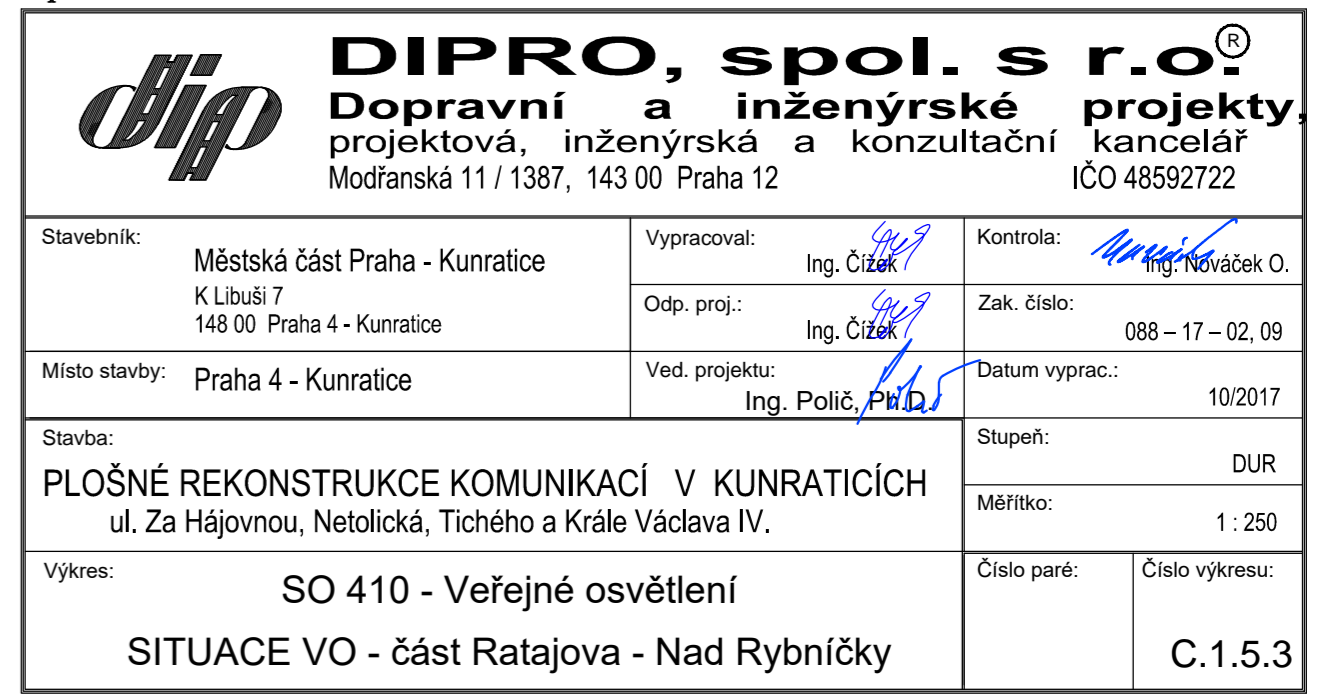 dip
DIPRO, spol. s r.o.®
Dopravní a inženýrské projekty,
projektová, inženýrská a konzultační kancelář
Modřanská 11 / 1387, 143 00 Praha 12 IČO 48592722
Stavebník:
Městská část Praha - Kunratice
K Libuši 7
148 00 Praha 4 - Kunratice
Vypracoval:
Ing. Čížek
Kontrola:
Ing. Nováček O.
Odp. proj.:
Ing. Čížek
Zak. číslo:
088 – 17 – 02, 09
Místo stavby: Praha 4 - Kunratice
Ved. projektu:
Ing. Polič, Ph.D.
Datum vyprac.:
10/2017
Stavba:
PLOŠNÉ REKONSTRUKCE KOMUNIKACÍ V KUNRATICÍCH
ul. Za Hájovnou, Netolická, Tichého a Krále Václava IV.
Stupeň:
DUR
Měřítko:
1 : 250
Výkres:
SO 410 - Veřejné osvětlení
SITUACE VO - část Ratajova - Nad Rybníčky
Číslo paré:
Číslo výkresu:
C.1.5.3